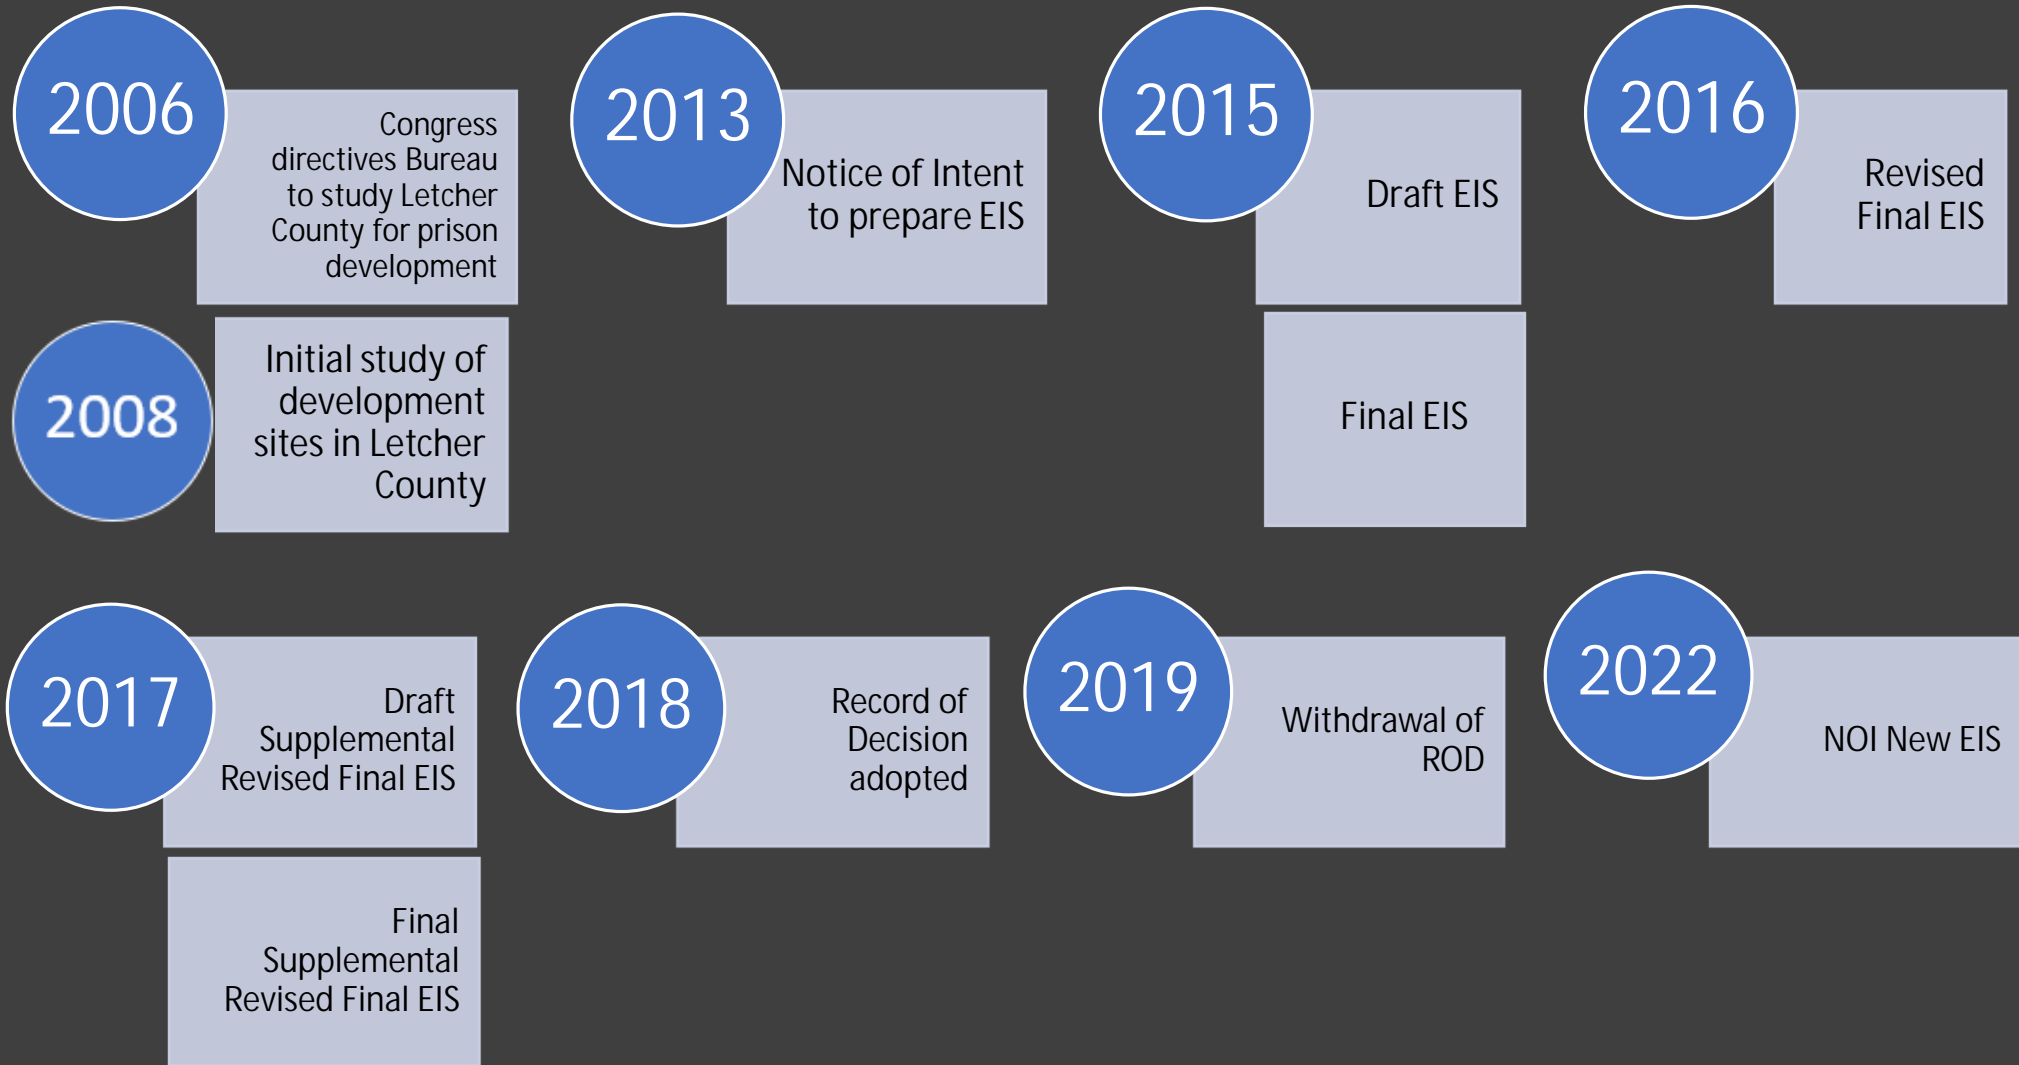 2006
Congress
directives Bureau
to study Letcher
County for prison
development
2008
Initial study of
development
sites in Letcher
County
2013
Notice of Intent
to prepare EIS
2015
Draft EIS
Final EIS
2016
Revised
Final EIS
2017
Draft
Supplemental
Revised Final EIS
Final
Supplemental
Revised Final EIS
2018
Record of
Decision
adopted
2019
Withdrawal of
ROD
2022
NOI New EIS